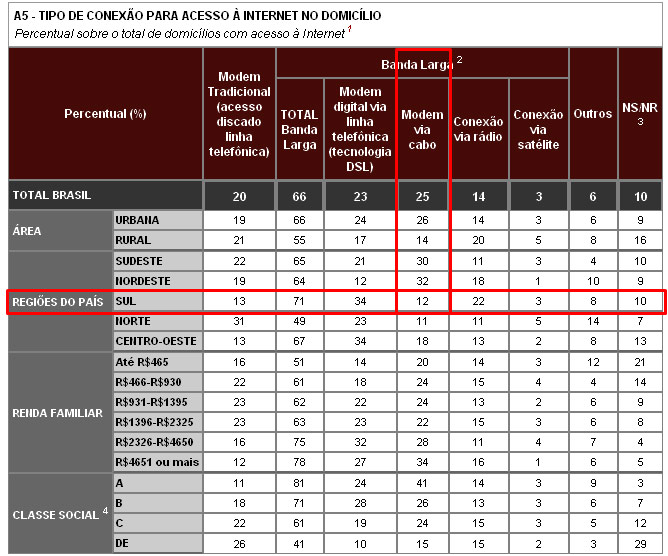 A5 - TIPO DE CONEXÃO PARA ACESSO À INTERNET NO DOMICÍLIO
Percentual sobre o total de domicílios com acesso à Internet 1
Percentual (%)
Modem Tradicional (acesso discado linha telefónica)
Banda Larga 2
TOTAL Banda Larga
Modem digital via linha telefónica (tecnologia DSL)
Modem via cabo
Conexão via rádio
Conexão via satélite
Outros
NS/NR 3
TOTAL BRASIL 20 66 23 25 14 3 6 10
ÁREA
URBANA 19 66 24 26 14 3 6 9
RURAL 21 55 17 14 20 5 8 16
REGIÕES DO PAÍS
SUDESTE 22 65 21 30 11 3 4 10
NORDESTE 19 64 12 32 18 1 10 9
SUL 13 71 34 12 22 3 8 10
NORTE 31 49 23 11 11 5 14 7
CENTRO-OESTE 13 67 34 18 13 2 8 13
RENDA FAMILIAR
Até R$465 16 51 14 20 14 3 12 21
R$466-R$930 22 61 18 24 15 4 4 14
R$931-R$1395 23 62 22 24 13 2 6 9
R$1396-R$2325 23 63 23 22 15 3 6 8
R$2326-R$4650 16 75 32 28 11 4 7 4
R$4651 ou mais 12 78 27 34 16 1 6 5
CLASSE SOCIAL 4
A 11 81 24 41 14 3 9 3
B 18 71 28 26 13 3 6 7
C 22 61 19 24 15 3 5 12
DE 26 41 10 15 15 2 3 29